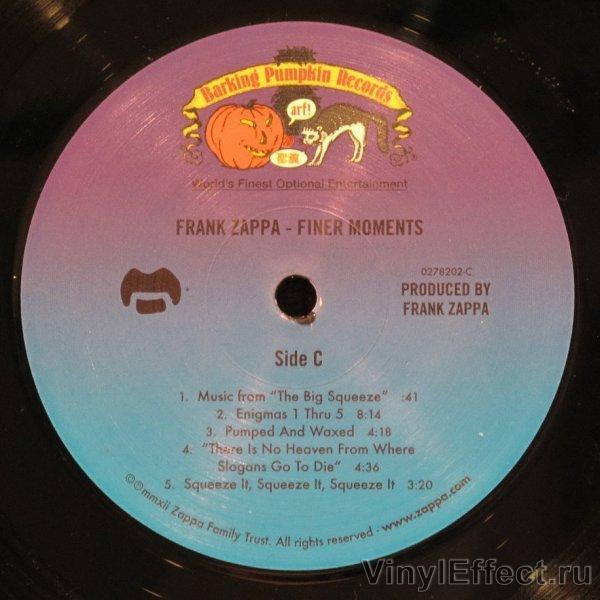 Barking Pumpkin Records
arf!
聖濕
World's Finest Optional Entertainment
FRANK ZAPPA - FINER MOMENTS
0278202-C
PRODUCED BY
FRANK ZAPPA
Side C
1. Music from "The Big Squeeze" :41
2. Enigmas 1 Thru 5 8:14
3. Pumped And Waxed 4:18
4. "There Is No Heaven From Where
Slogans Go To Die" 4:36
5. Squeeze It, Squeeze It, Squeeze It 3:20
©℗mmxii Zappa Family Trust. All rights reserved - www.zappa.com
VinylEffect.ru